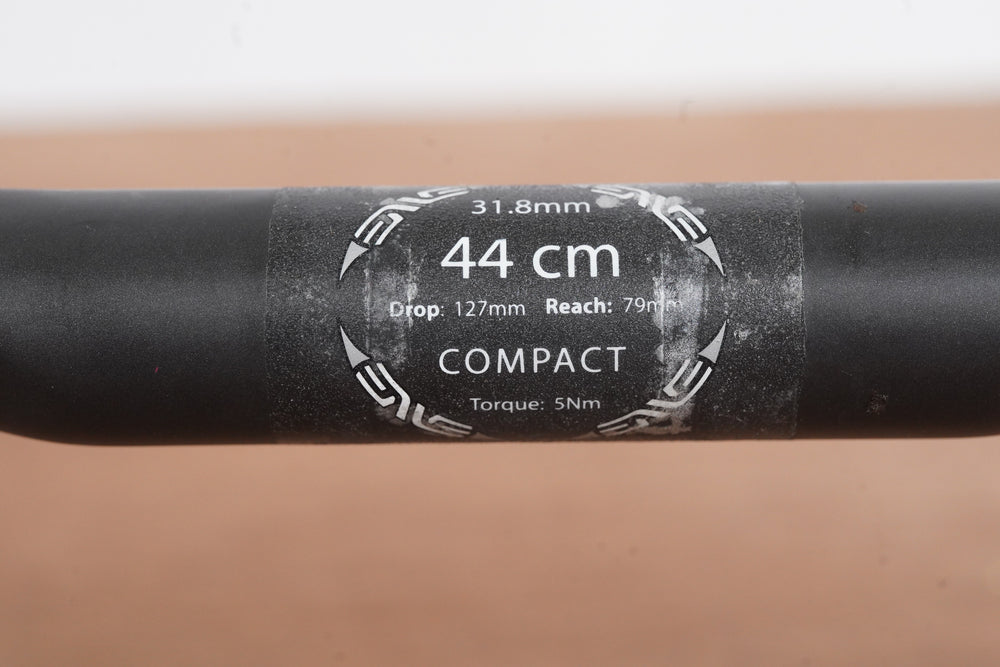 31.8mm
44 cm
Drop: 127mm Reach: 79mm
COMPACT
Torque: 5Nm